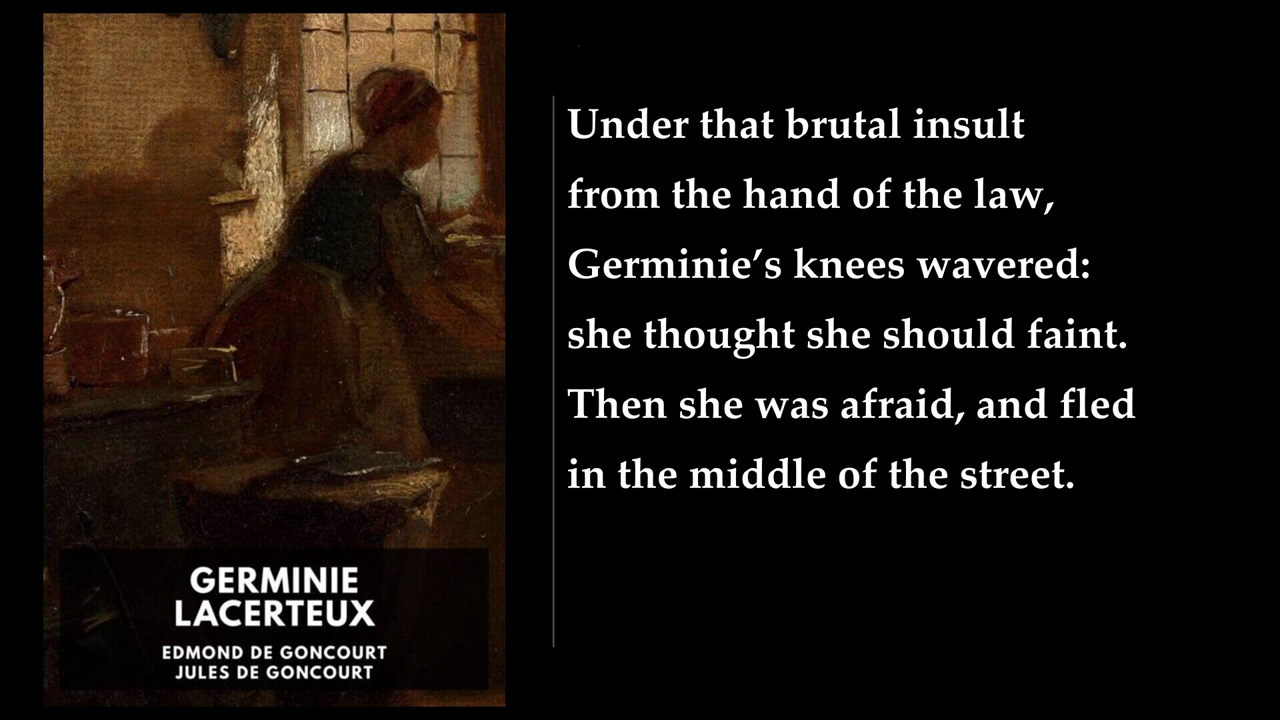 Under that brutal insult
from the hand of the law,
Germinie’s knees wavered:
she thought she should faint.
Then she was afraid, and fled
in the middle of the street.
GERMINIE
LACERTEUX
EDMOND DE GONCOURT
JULES DE GONCOURT